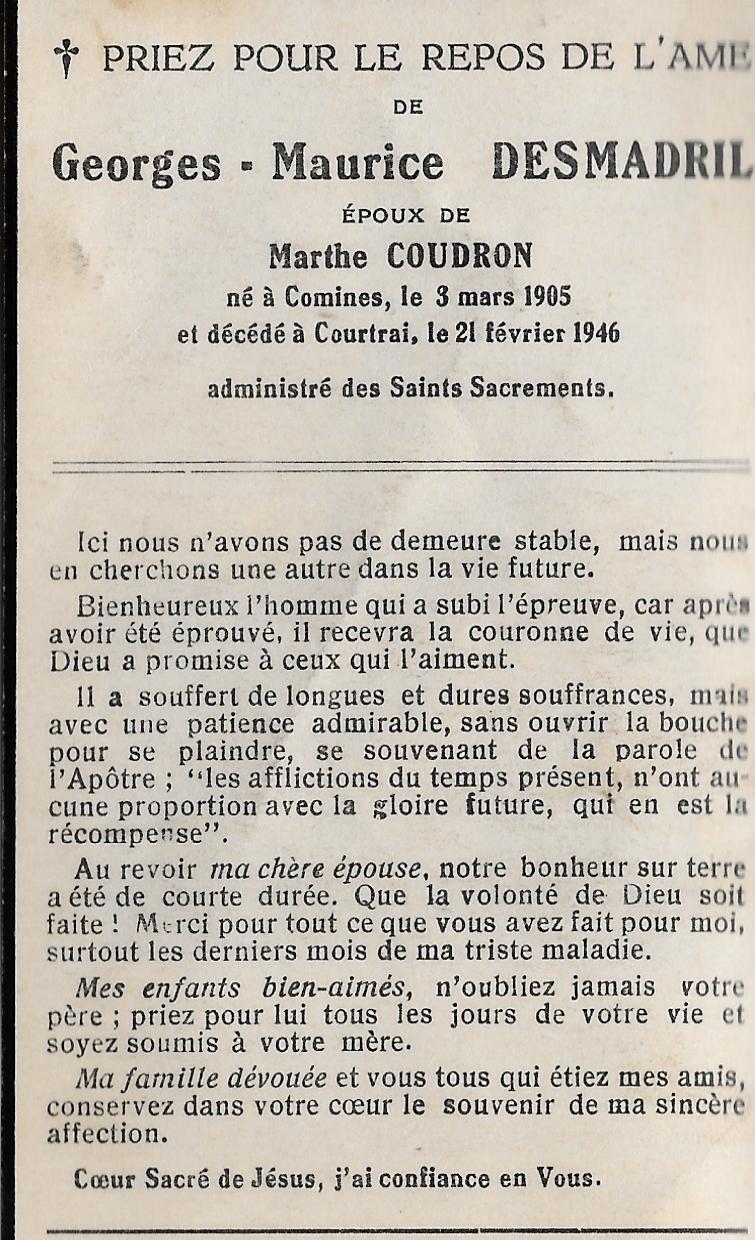 † PRIEZ POUR LE REPOS DE L'AME
DE
Georges - Maurice DESMADRIL
ÉPOUX DE
Marthe COUDRON
né à Comines, le 3 mars 1905
et décédé à Courtrai, le 21 février 1946
administré des Saints Sacrements.
Ici nous n'avons pas de demeure stable, mais nous
en cherchons une autre dans la vie future.
Bienheureux l'homme qui a subi l'épreuve, car après
avoir été éprouvé, il recevra la couronne de vie, que
Dieu a promise à ceux qui l'aiment.
Il a souffert de longues et dures souffrances, mais
avec une patience admirable, sans ouvrir la bouche
pour se plaindre, se souvenant de la parole de
l'Apôtre ; “les afflictions du temps présent, n'ont au-
cune proportion avec la gloire future, qui en est la
récompense”.
Au revoir ma chère épouse, notre bonheur sur terre
a été de courte durée. Que la volonté de Dieu soit
faite ! Merci pour tout ce que vous avez fait pour moi,
surtout les derniers mois de ma triste maladie.
Mes enfants bien-aimés, n'oubliez jamais votre
père ; priez pour lui tous les jours de votre vie et
soyez soumis à votre mère.
Ma famille dévouée et vous tous qui étiez mes amis,
conservez dans votre cœur le souvenir de ma sincère
affection.
Cœur Sacré de Jésus, j'ai confiance en Vous.